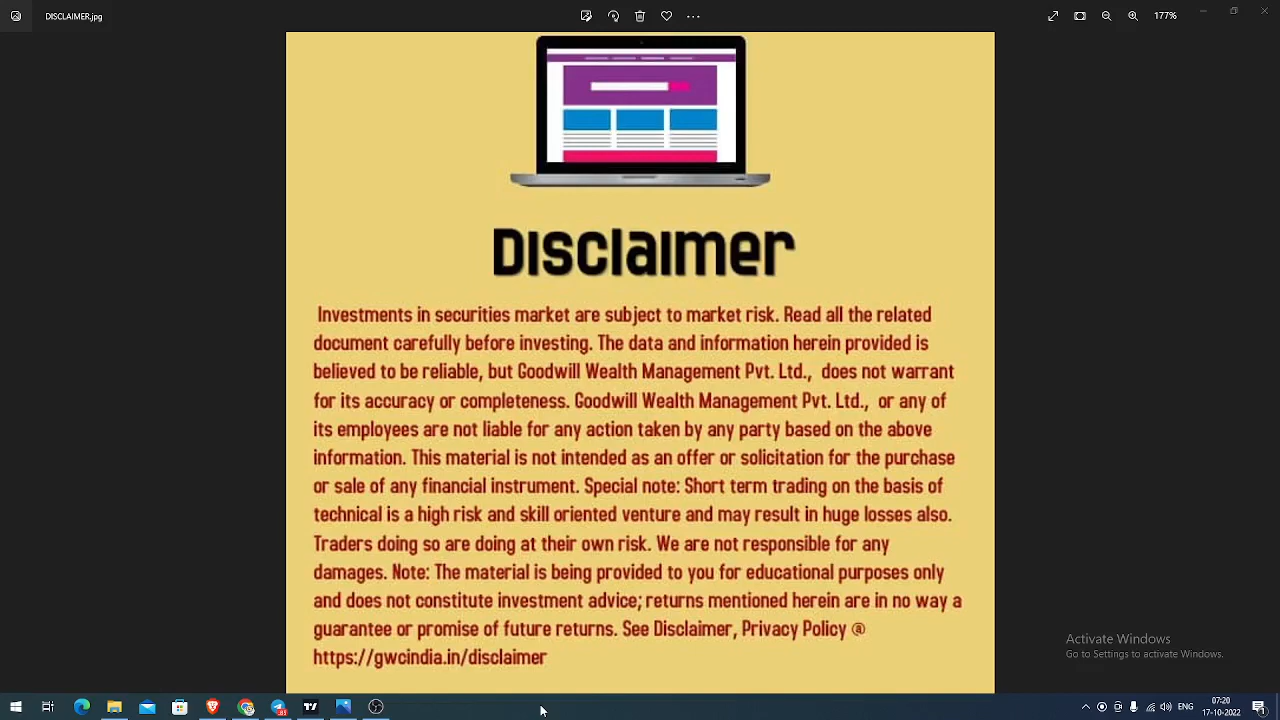 DISCLAIMER.jpg
177%
Disclaimer
Investments in securities market are subject to market risk. Read all the related
document carefully before investing. The data and information herein provided is
believed to be reliable, but Goodwill Wealth Management Pvt. Ltd., does not warrant
for its accuracy or completeness. Goodwill Wealth Management Pvt. Ltd., or any of
its employees are not liable for any action taken by any party based on the above
information. This material is not intended as an offer or solicitation for the purchase
or sale of any financial instrument. Special note: Short term trading on the basis of
technical is a high risk and skill oriented venture and may result in huge losses also.
Traders doing so are doing at their own risk. We are not responsible for any
damages. Note: The material is being provided to you for educational purposes only
and does not constitute investment advice; returns mentioned herein are in no way a
guarantee or promise of future returns. See Disclaimer, Privacy Policy @
https://gwcindia.in/disclaimer
Activate Windows
Go to Settings to activate Windows.
07:20
17-10-2022